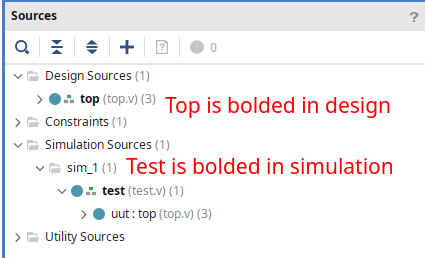 Sources
?
? 0
Design Sources (1)
top (top.v) (3)
Top is bolded in design
Constraints (1)
Simulation Sources (1)
sim_1 (1)
Test is bolded in simulation
test (test.v) (1)
uut : top (top.v) (3)
Utility Sources